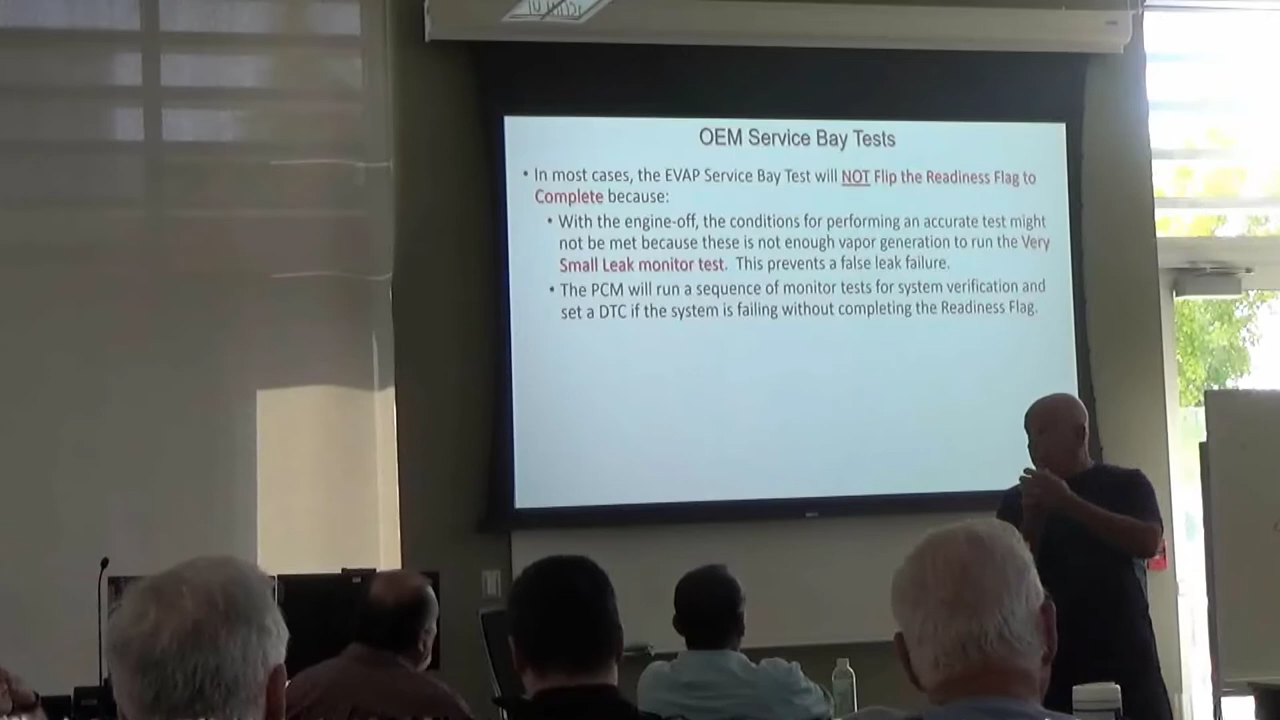 OEM Service Bay Tests
• In most cases, the EVAP Service Bay Test will NOT Flip the Readiness Flag to
Complete because:
• With the engine-off, the conditions for performing an accurate test might
not be met because these is not enough vapor generation to run the Very
Small Leak monitor test. This prevents a false leak failure.
• The PCM will run a sequence of monitor tests for system verification and
set a DTC if the system is failing without completing the Readiness Flag.